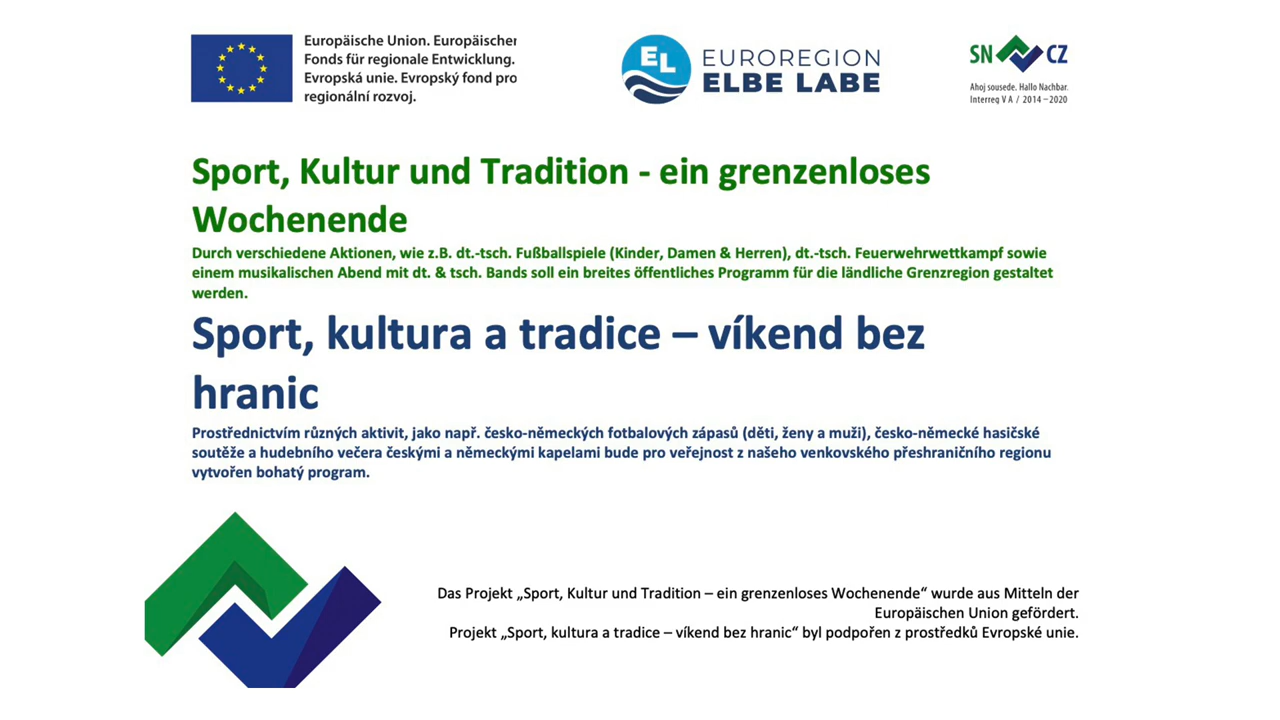 Europäische Union. Europäischer
Fonds für regionale Entwicklung.
Evropská unie. Evropský fond pro
regionální rozvoj.
EL
EUROREGION
ELBE LABE
SN CZ
Ahoj sousede. Hallo Nachbar.
Interreg V A / 2014–2020
Sport, Kultur und Tradition - ein grenzenloses
Wochenende
Durch verschiedene Aktionen, wie z.B. dt.-tsch. Fußballspiele (Kinder, Damen & Herren), dt.-tsch. Feuerwehrwettkampf sowie
einem musikalischen Abend mit dt. & tsch. Bands soll ein breites öffentliches Programm für die ländliche Grenzregion gestaltet
werden.
Sport, kultura a tradice – víkend bez
hranic
Prostřednictvím různých aktivit, jako např. česko-německých fotbalových zápasů (děti, ženy a muži), česko-německé hasičské
soutěže a hudebního večera českými a německými kapelami bude pro veřejnost z našeho venkovského přeshraničního regionu
vytvořen bohatý program.
Das Projekt „Sport, Kultur und Tradition – ein grenzenloses Wochenende“ wurde aus Mitteln der
Europäischen Union gefördert.
Projekt „Sport, kultura a tradice – víkend bez hranic“ byl podpořen z prostředků Evropské unie.